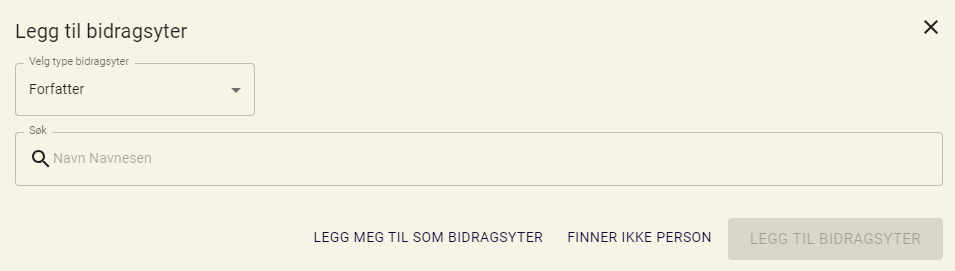 Legg til bidragsyter
Velg type bidragsyter
Forfatter
Søk
Navn Navnesen
LEGG MEG TIL SOM BIDRAGSYTER FINNER IKKE PERSON LEGG TIL BIDRAGSYTER